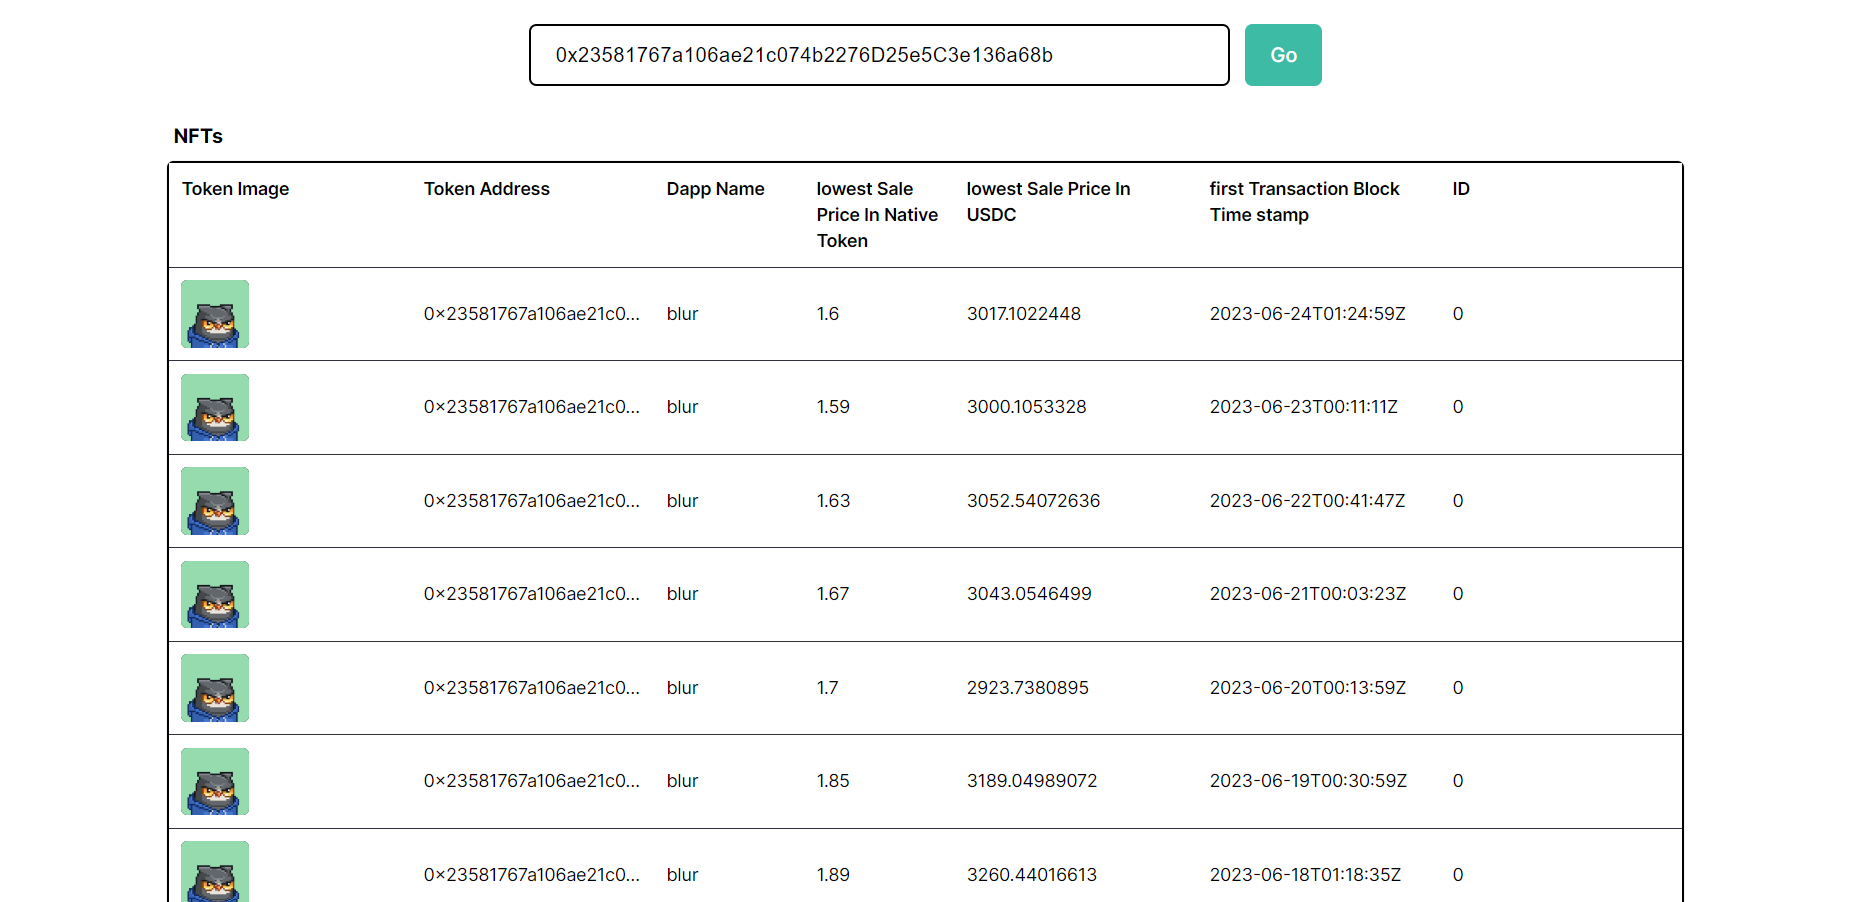 0x23581767a106ae21c074b2276D25e5C3e136a68b Go
NFTs
Token Image Token Address Dapp Name lowest Sale Price In Native Token lowest Sale Price In USDC first Transaction Block Time stamp ID
0x23581767a106ae21c0... blur 1.6 3017.1022448 2023-06-24T01:24:59Z 0
0x23581767a106ae21c0... blur 1.59 3000.1053328 2023-06-23T00:11:11Z 0
0x23581767a106ae21c0... blur 1.63 3052.54072636 2023-06-22T00:41:47Z 0
0x23581767a106ae21c0... blur 1.67 3043.0546499 2023-06-21T00:03:23Z 0
0x23581767a106ae21c0... blur 1.7 2923.7380895 2023-06-20T00:13:59Z 0
0x23581767a106ae21c0... blur 1.85 3189.04989072 2023-06-19T00:30:59Z 0
0x23581767a106ae21c0... blur 1.89 3260.44016613 2023-06-18T01:18:35Z 0